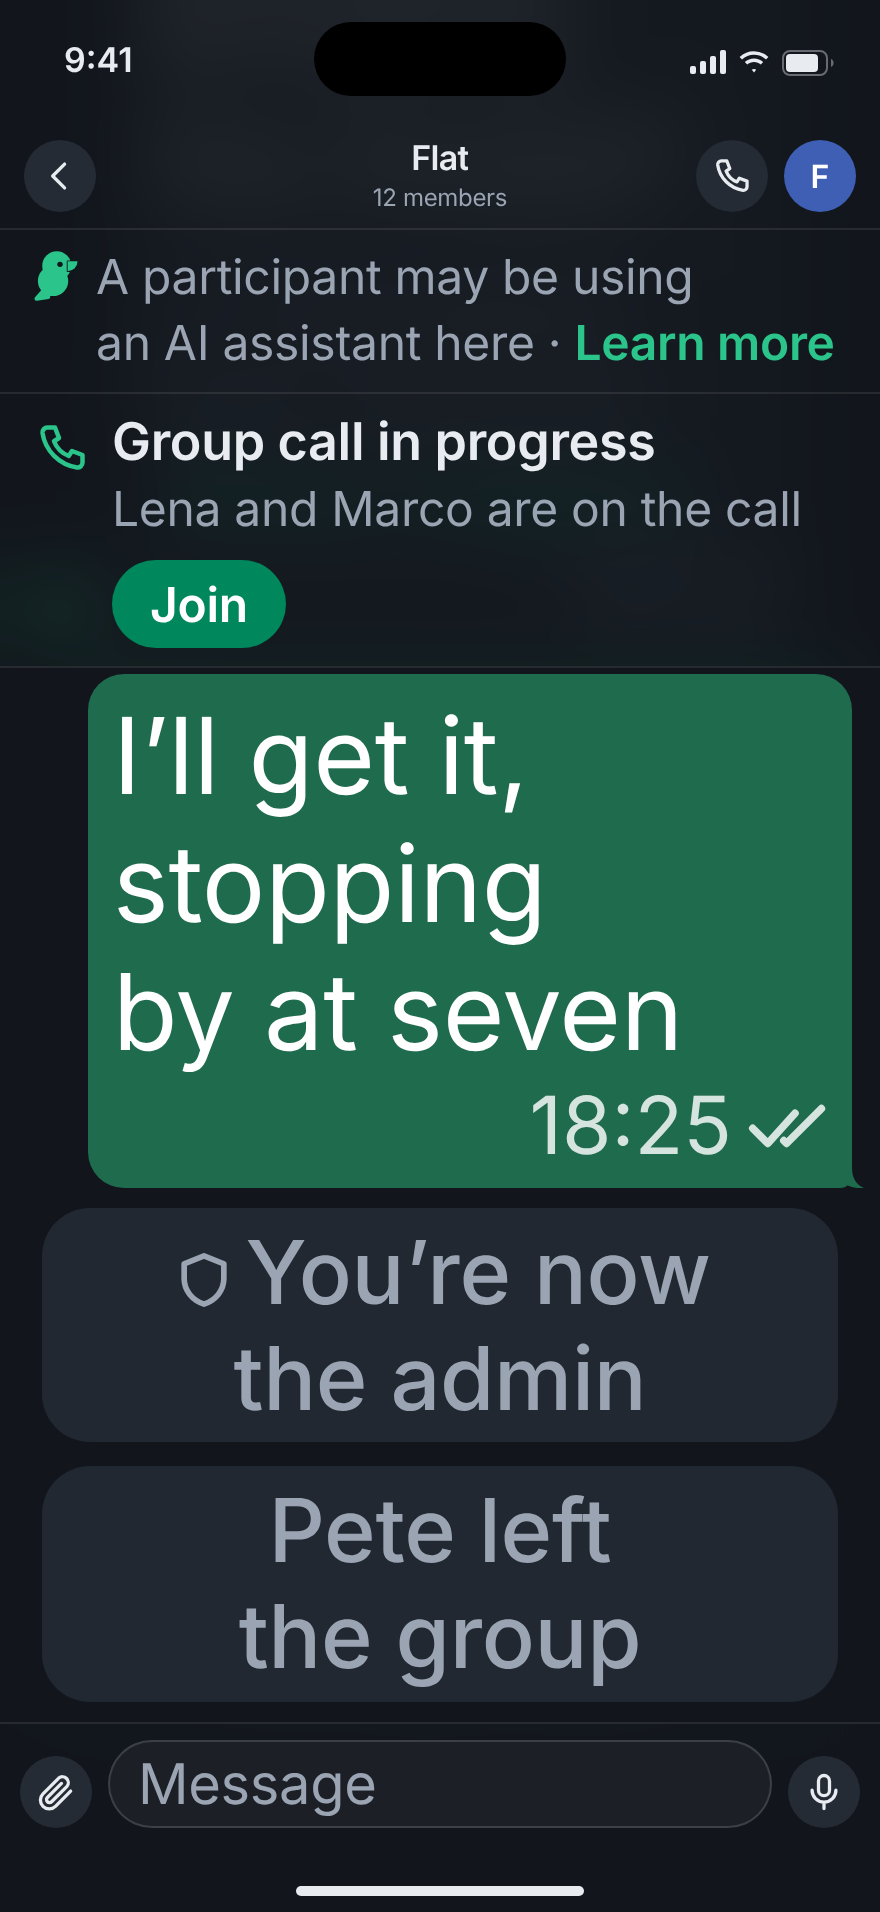 9:41
Flat
12 members
F
A participant may be using
an AI assistant here · Learn more
Group call in progress
Lena and Marco are on the call
Join
I’ll get it,
stopping
by at seven
18:25
You’re now
the admin
Pete left
the group
Message